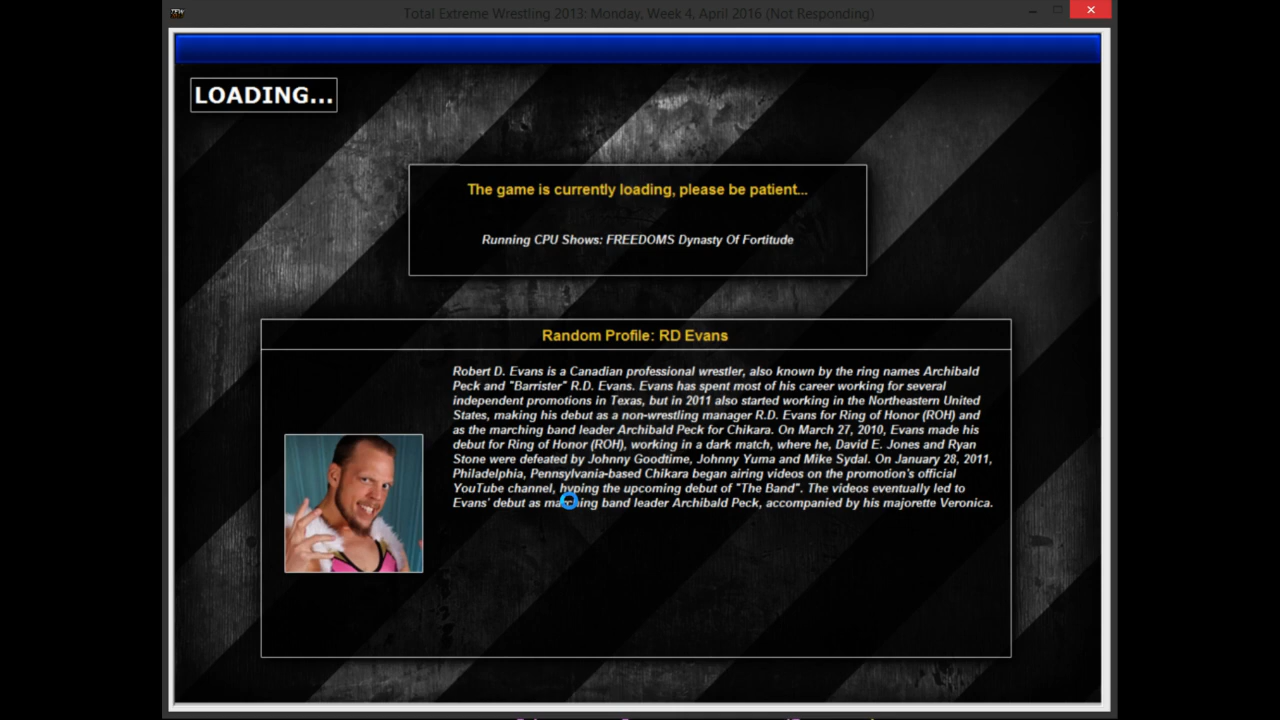 Total Extreme Wrestling 2013: Monday, Week 4, April 2016 (Not Responding)
LOADING...
The game is currently loading, please be patient...
Running CPU Shows: FREEDOMS Dynasty Of Fortitude
Random Profile: RD Evans
Robert D. Evans is a Canadian professional wrestler, also known by the ring names Archibald
Peck and "Barrister" R.D. Evans. Evans has spent most of his career working for several
independent promotions in Texas, but in 2011 also started working in the Northeastern United
States, making his debut as a non-wrestling manager R.D. Evans for Ring of Honor (ROH) and
as the marching band leader Archibald Peck for Chikara. On March 27, 2010, Evans made his
debut for Ring of Honor (ROH), working in a dark match, where he, David E. Jones and Ryan
Stone were defeated by Johnny Goodtime, Johnny Yuma and Mike Sydal. On January 28, 2011,
Philadelphia, Pennsylvania-based Chikara began airing videos on the promotion's official
YouTube channel, hyping the upcoming debut of "The Band". The videos eventually led to
Evans' debut as marching band leader Archibald Peck, accompanied by his majorette Veronica.